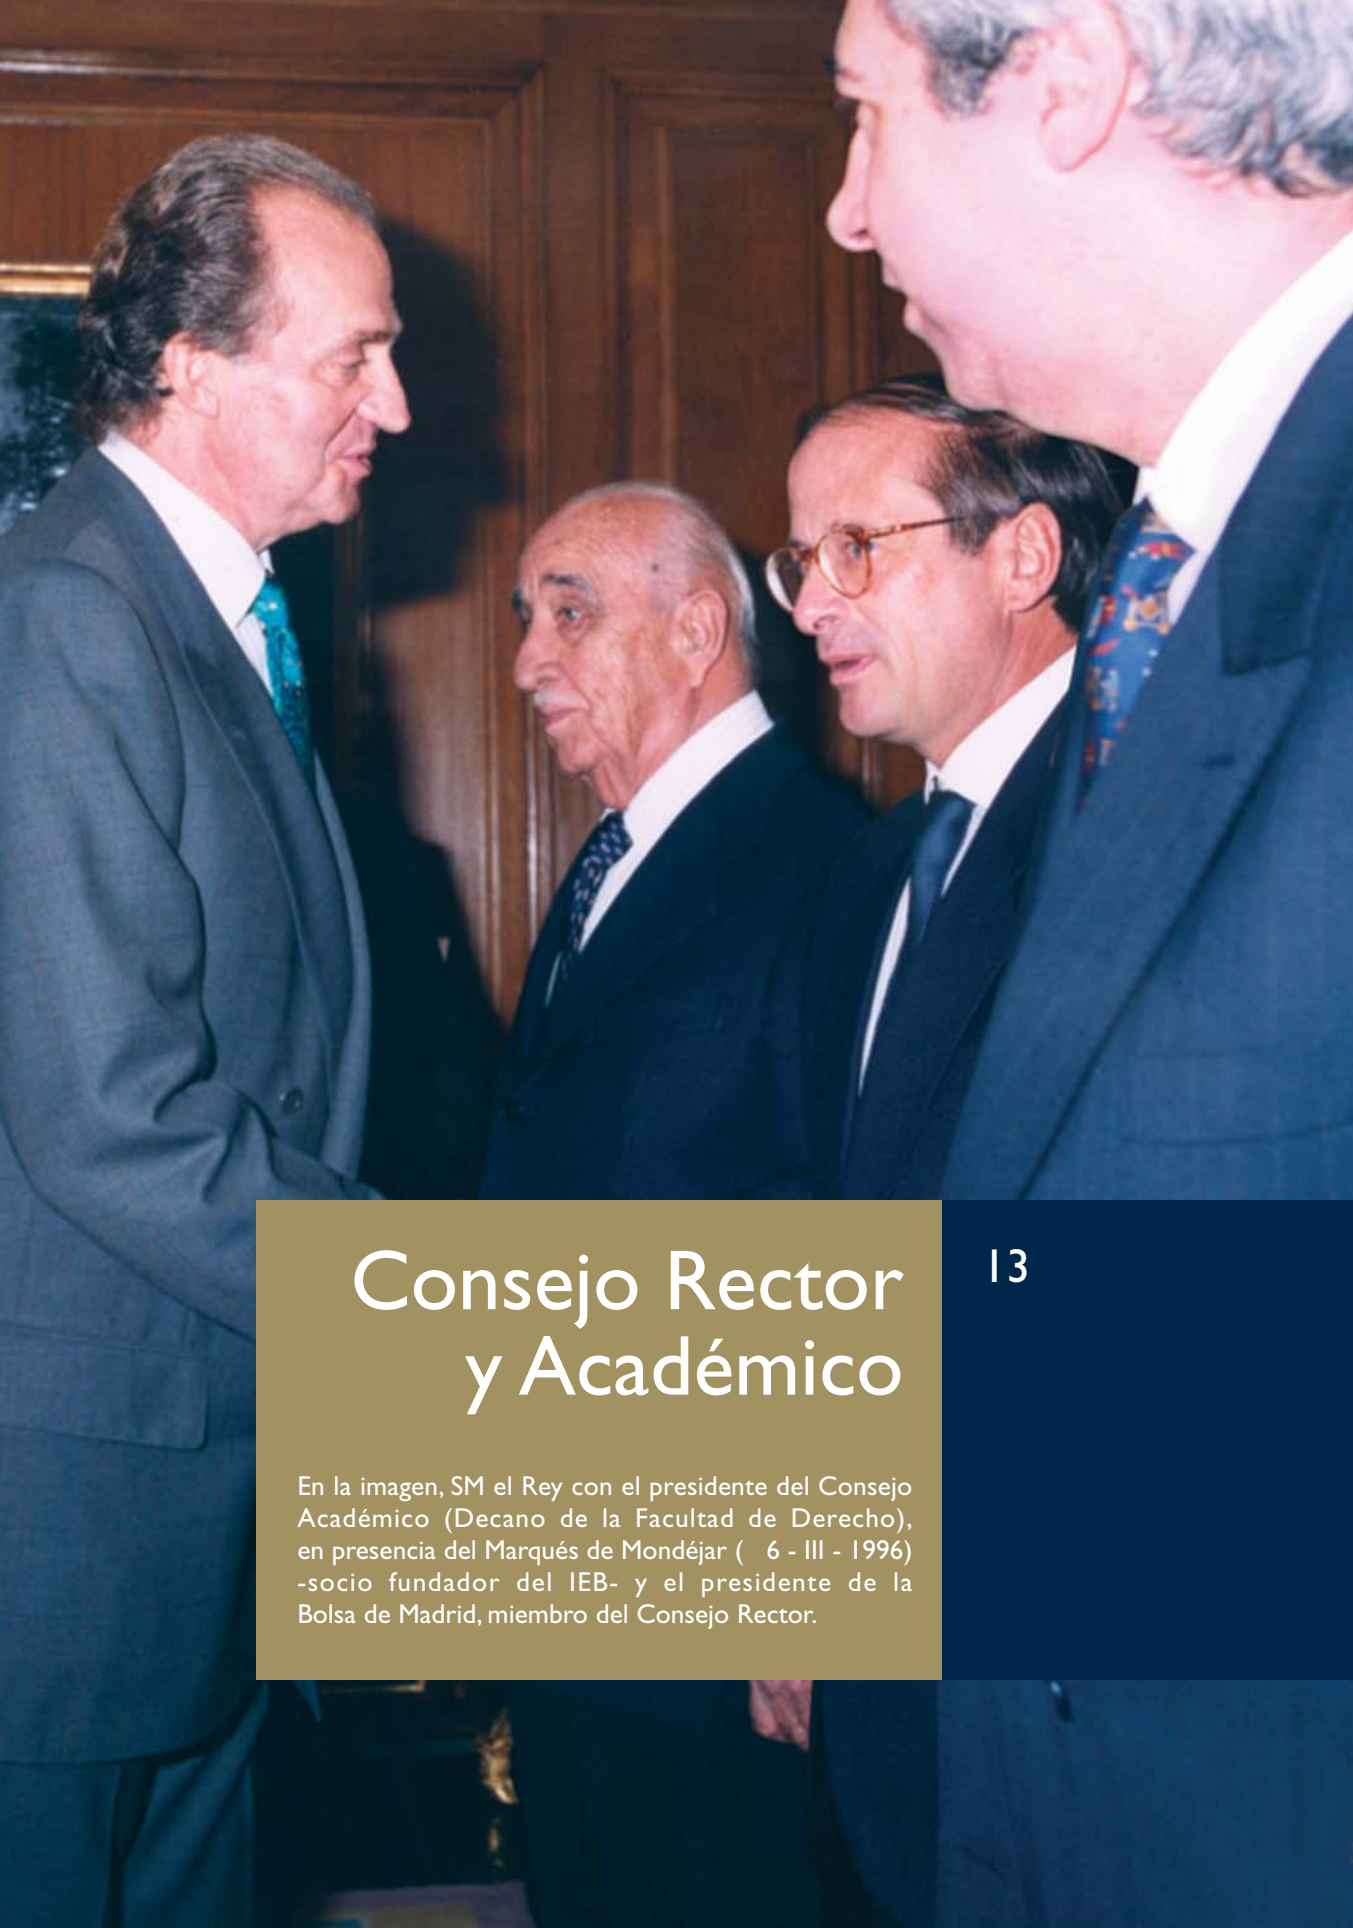 Consejo Rector
y Académico
13
En la imagen, SM el Rey con el presidente del Consejo
Académico (Decano de la Facultad de Derecho),
en presencia del Marqués de Mondéjar ( 6 - III - 1996)
-socio fundador del IEB- y el presidente de la
Bolsa de Madrid, miembro del Consejo Rector.